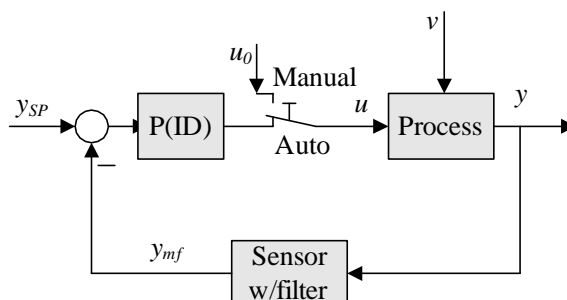 v
u0
Manual
ySP
P(ID)
u
Process
y
Auto
ymf
Sensor
w/filter